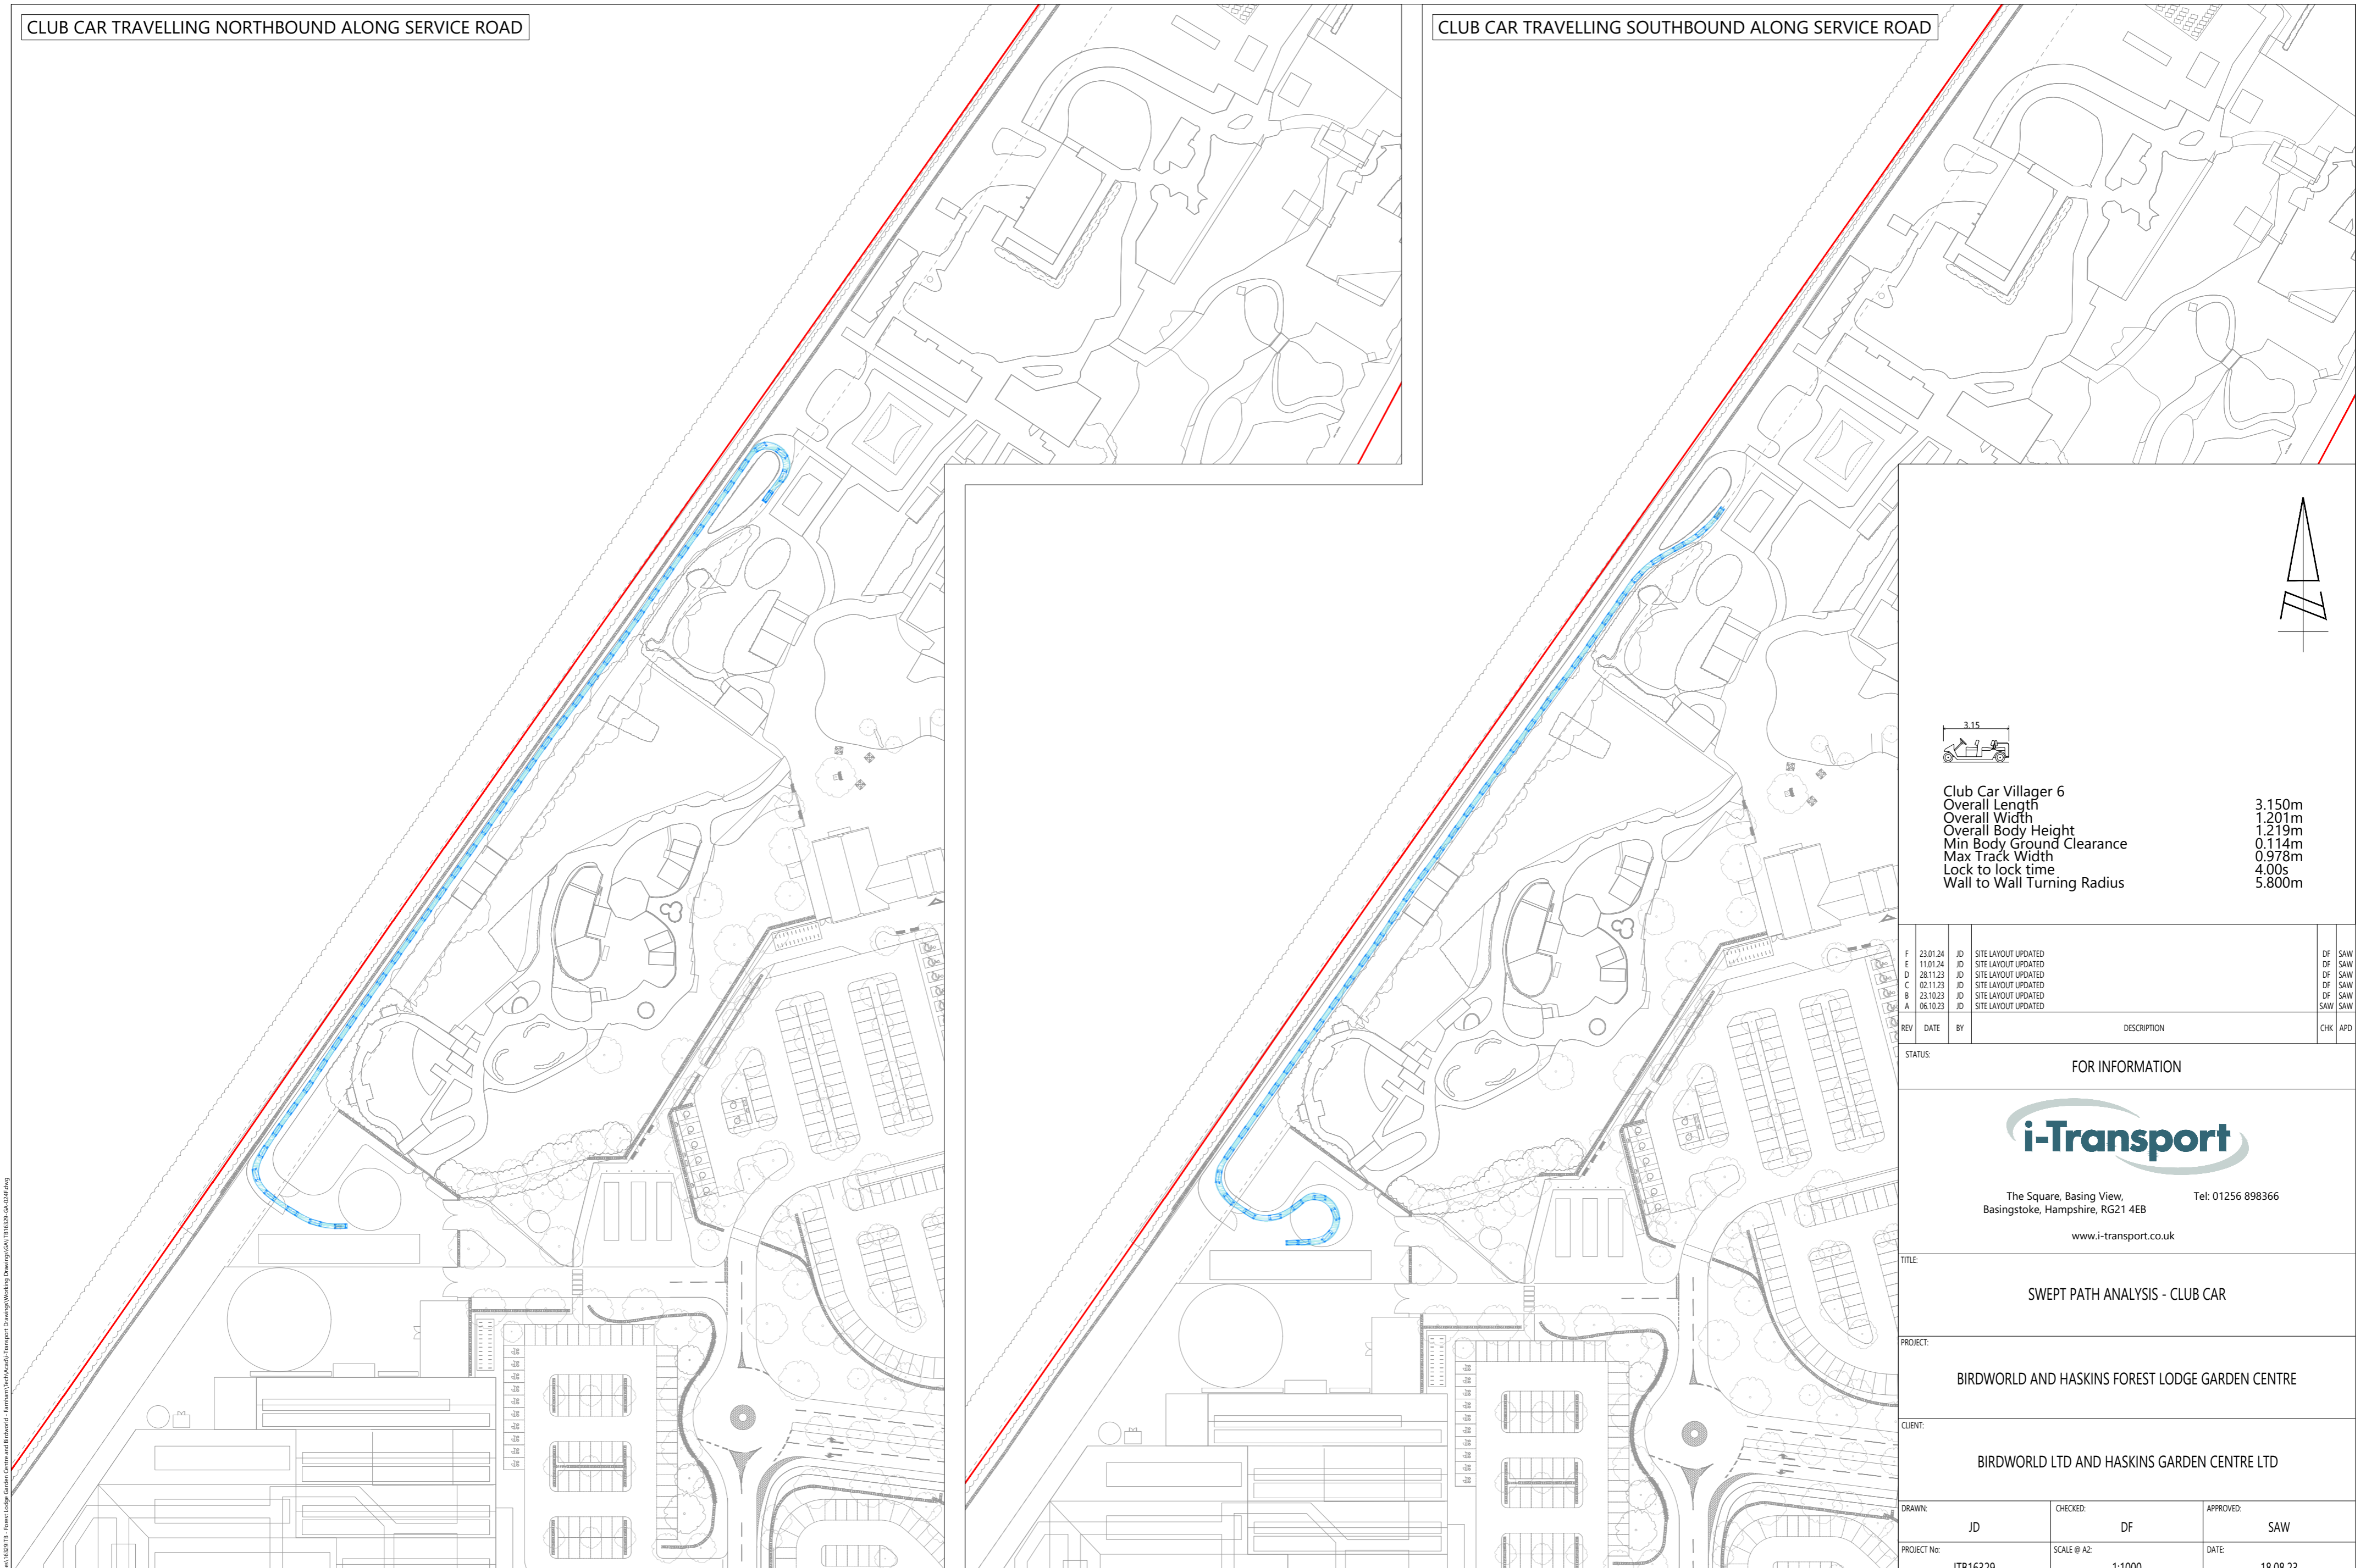 CLUB CAR TRAVELLING NORTHBOUND ALONG SERVICE ROAD
CLUB CAR TRAVELLING SOUTHBOUND ALONG SERVICE ROAD
3.15
Club Car Villager 6
Overall Length 3.150m
Overall Width 1.201m
Overall Body Height 1.219m
Min Body Ground Clearance 0.114m
Max Track Width 0.978m
Lock to lock time 4.00s
Wall to Wall Turning Radius 5.800m
F 23.01.24 JD SITE LAYOUT UPDATED DF SAW
E 11.01.24 JD SITE LAYOUT UPDATED DF SAW
D 28.11.23 JD SITE LAYOUT UPDATED DF SAW
C 02.11.23 JD SITE LAYOUT UPDATED DF SAW
B 23.10.23 JD SITE LAYOUT UPDATED DF SAW
A 06.10.23 JD SITE LAYOUT UPDATED SAW SAW
REV DATE BY DESCRIPTION CHK APD
STATUS:
FOR INFORMATION
i-Transport
The Square, Basing View, Tel: 01256 898366
Basingstoke, Hampshire, RG21 4EB
www.i-transport.co.uk
TITLE:
SWEPT PATH ANALYSIS - CLUB CAR
PROJECT:
BIRDWORLD AND HASKINS FOREST LODGE GARDEN CENTRE
CLIENT:
BIRDWORLD LTD AND HASKINS GARDEN CENTRE LTD
DRAWN: CHECKED: APPROVED:
JD DF SAW
PROJECT No: SCALE @ A2: DATE:
ITB16329 1:1000 18.08.23